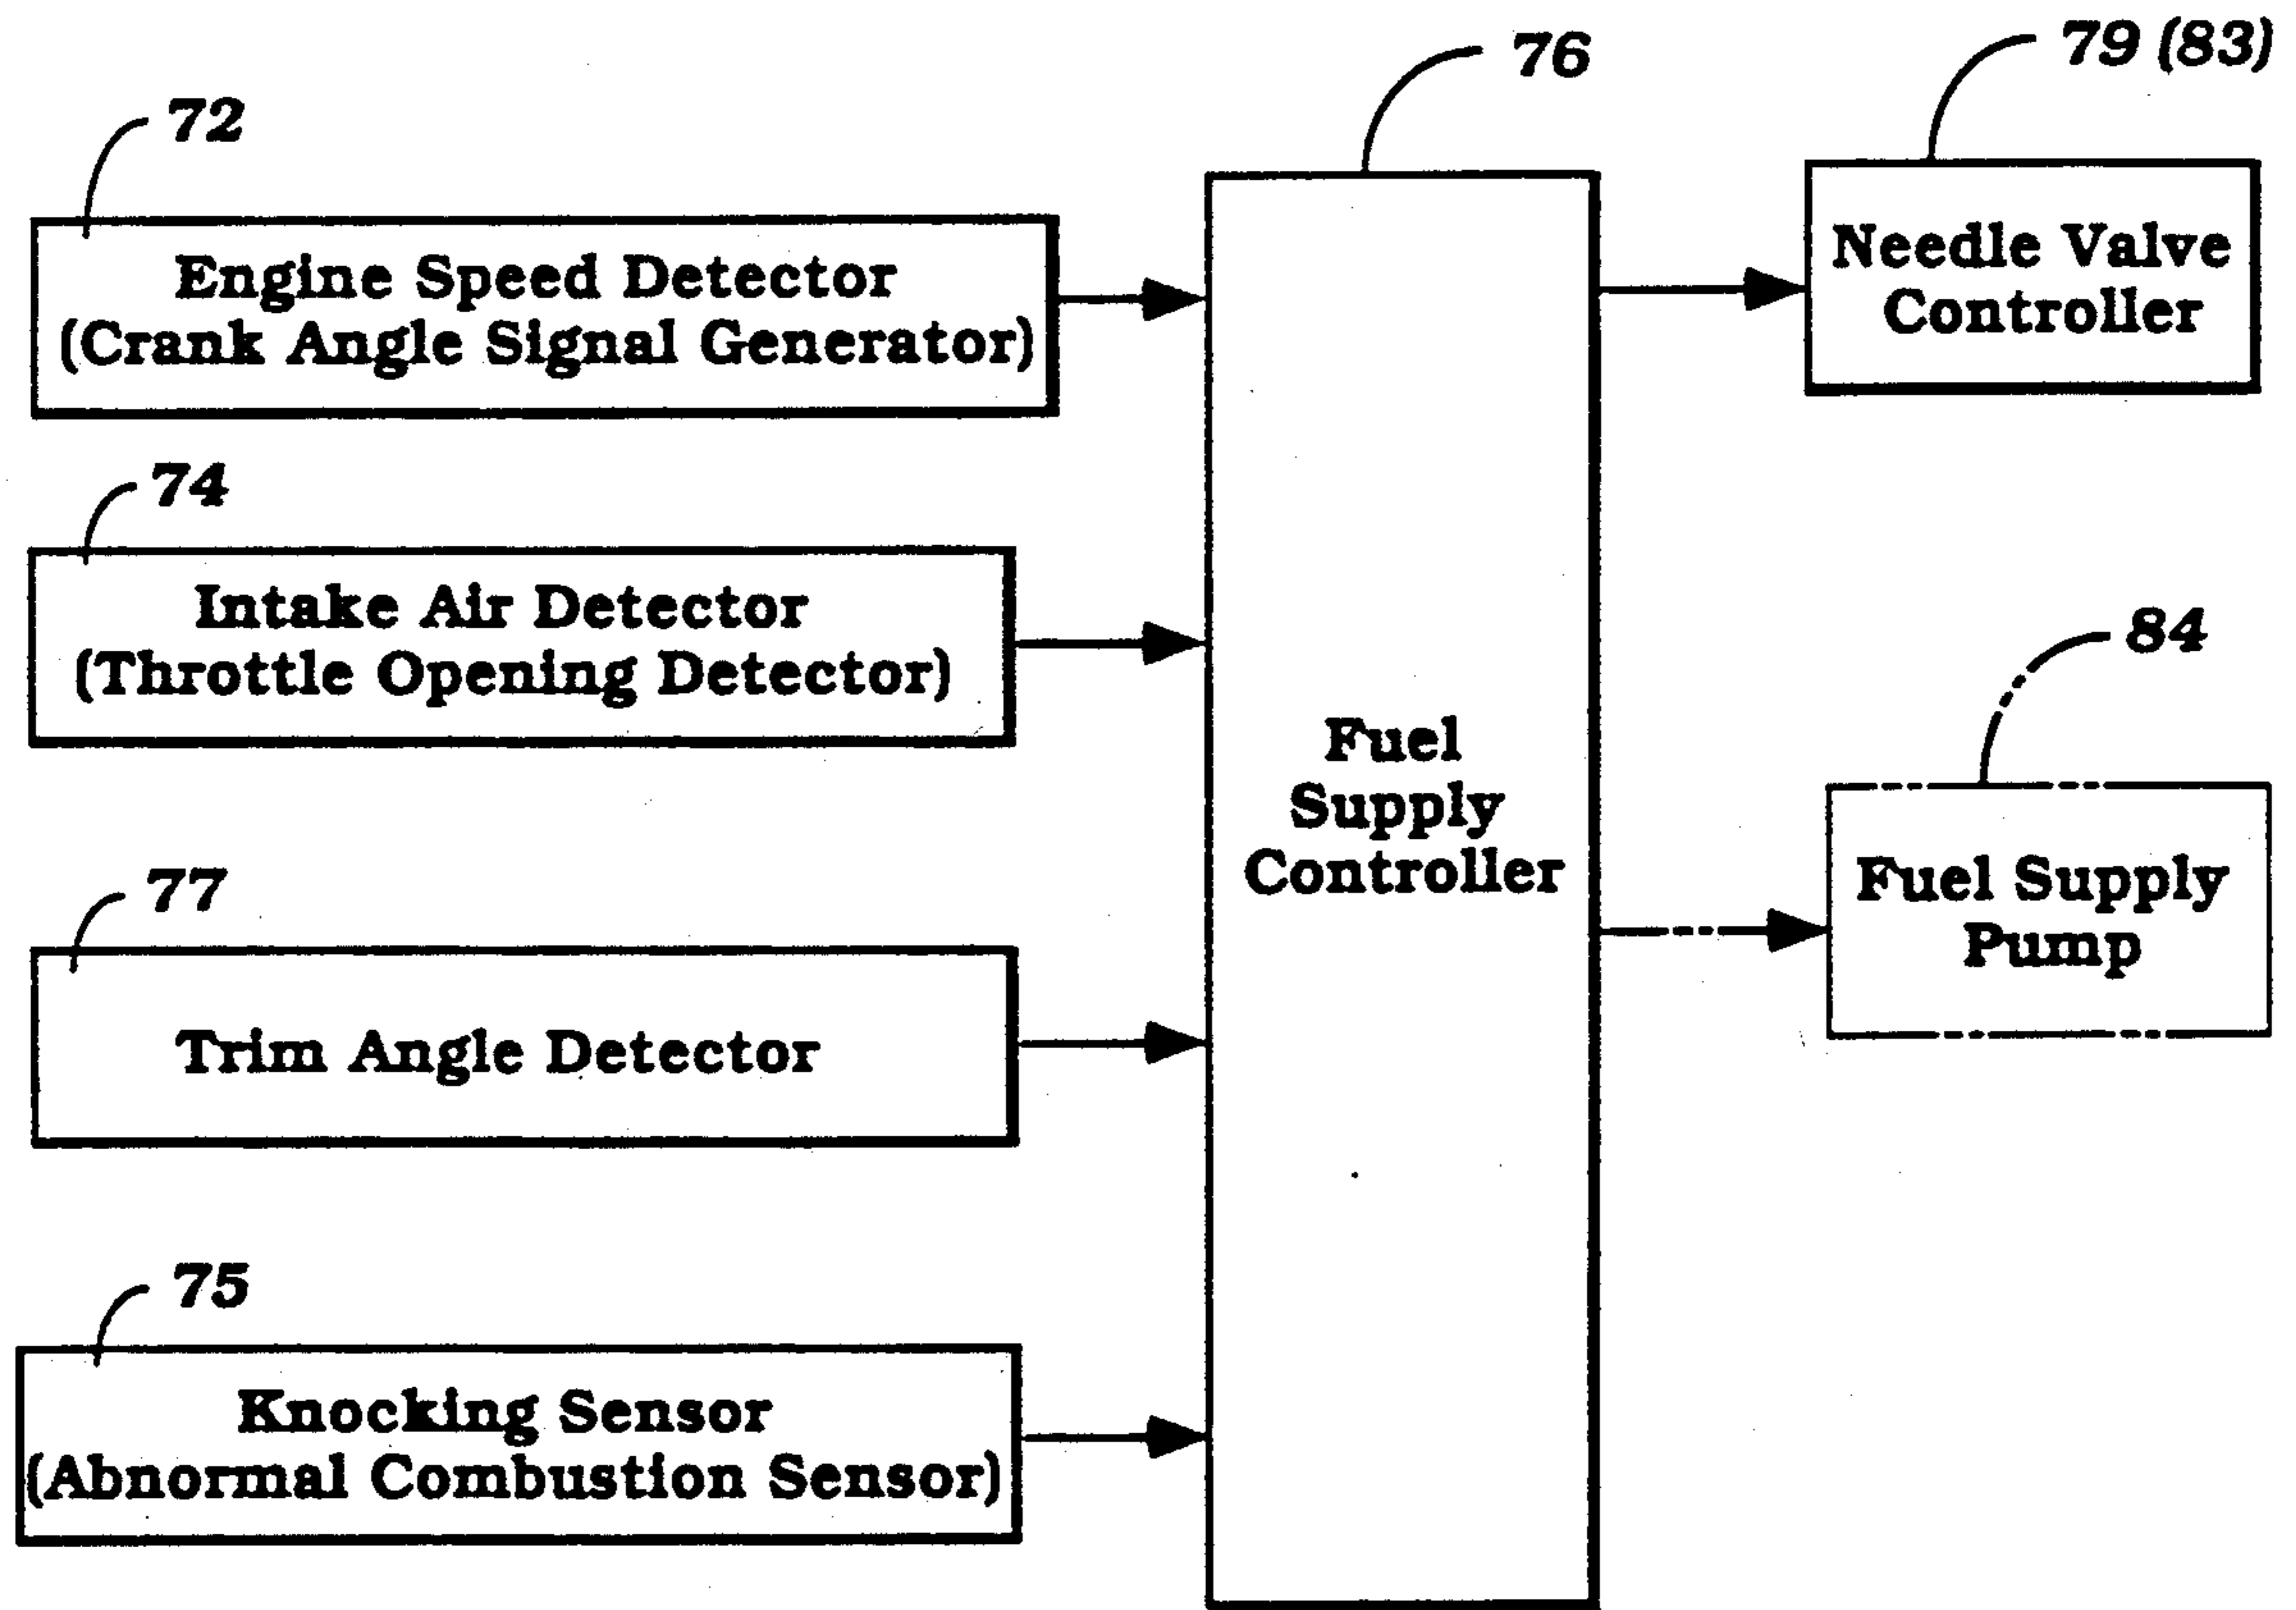 72
Engine Speed Detector
(Crank Angle Signal Generator)
74
Intake Air Detector
(Throttle Opening Detector)
77
Trim Angle Detector
75
Knocking Sensor
(Abnormal Combustion Sensor)
76
Fuel
Supply
Controller
79 (83)
Needle Valve
Controller
84
Fuel Supply
Pump